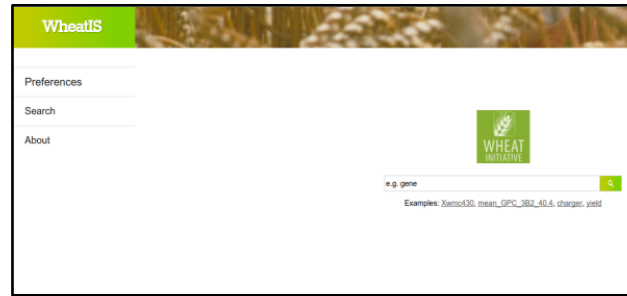 WheatIS
Preferences
Search
About
WHEAT
INITIATIVE
e.g. gene
Examples: Xwmc430, mean_GPC_3B2_40.4, charger, yield